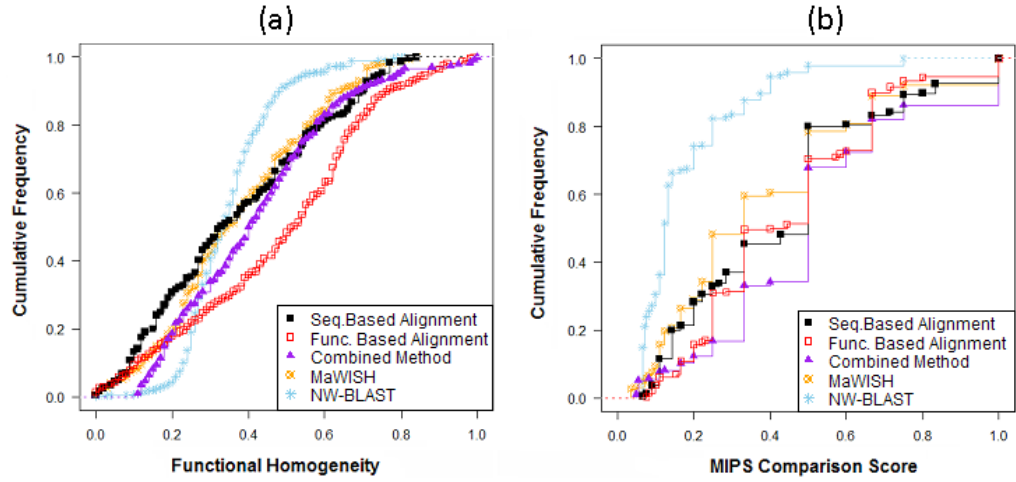 (a)
(b)
Cumulative Frequency
1.0
0.8
0.6
0.4
0.2
0.0
Seq.Based Alignment
Func. Based Alignment
Combined Method
MaWISH
NW-BLAST
0.0 0.2 0.4 0.6 0.8 1.0
Functional Homogeneity
Cumulative Frequency
1.0
0.8
0.6
0.4
0.2
0.0
Seq.Based Alignment
Func. Based Alignment
Combined Method
MaWISH
NW-BLAST
0.0 0.2 0.4 0.6 0.8 1.0
MIPS Comparison Score